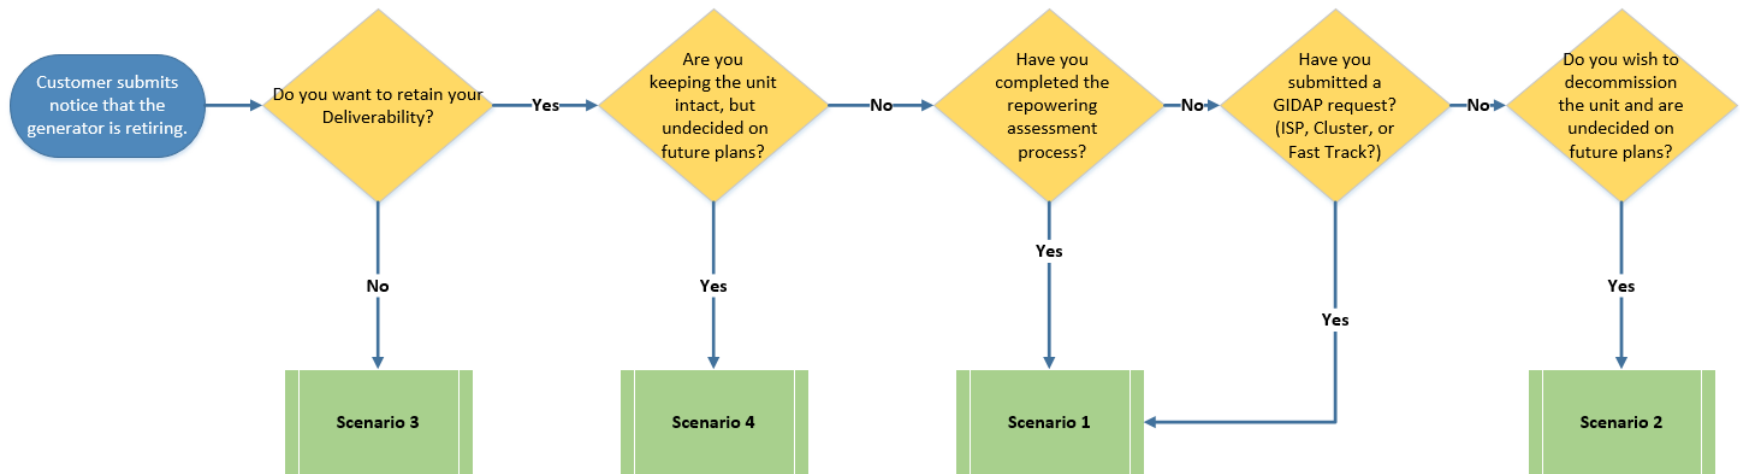 Customer submits
notice that the
generator is retiring.
Do you want to retain your
Deliverability?
Yes
Are you
keeping the unit
intact, but
undecided on
future plans?
No
Have you
completed the
repowering
assessment
process?
No
Have you
submitted a
GIDAP request?
(ISP, Cluster, or
Fast Track?)
No
Do you wish to
decommission
the unit and are
undecided on
future plans?
No
Yes
Yes
Yes
Yes
Scenario 3
Scenario 4
Scenario 1
Scenario 2